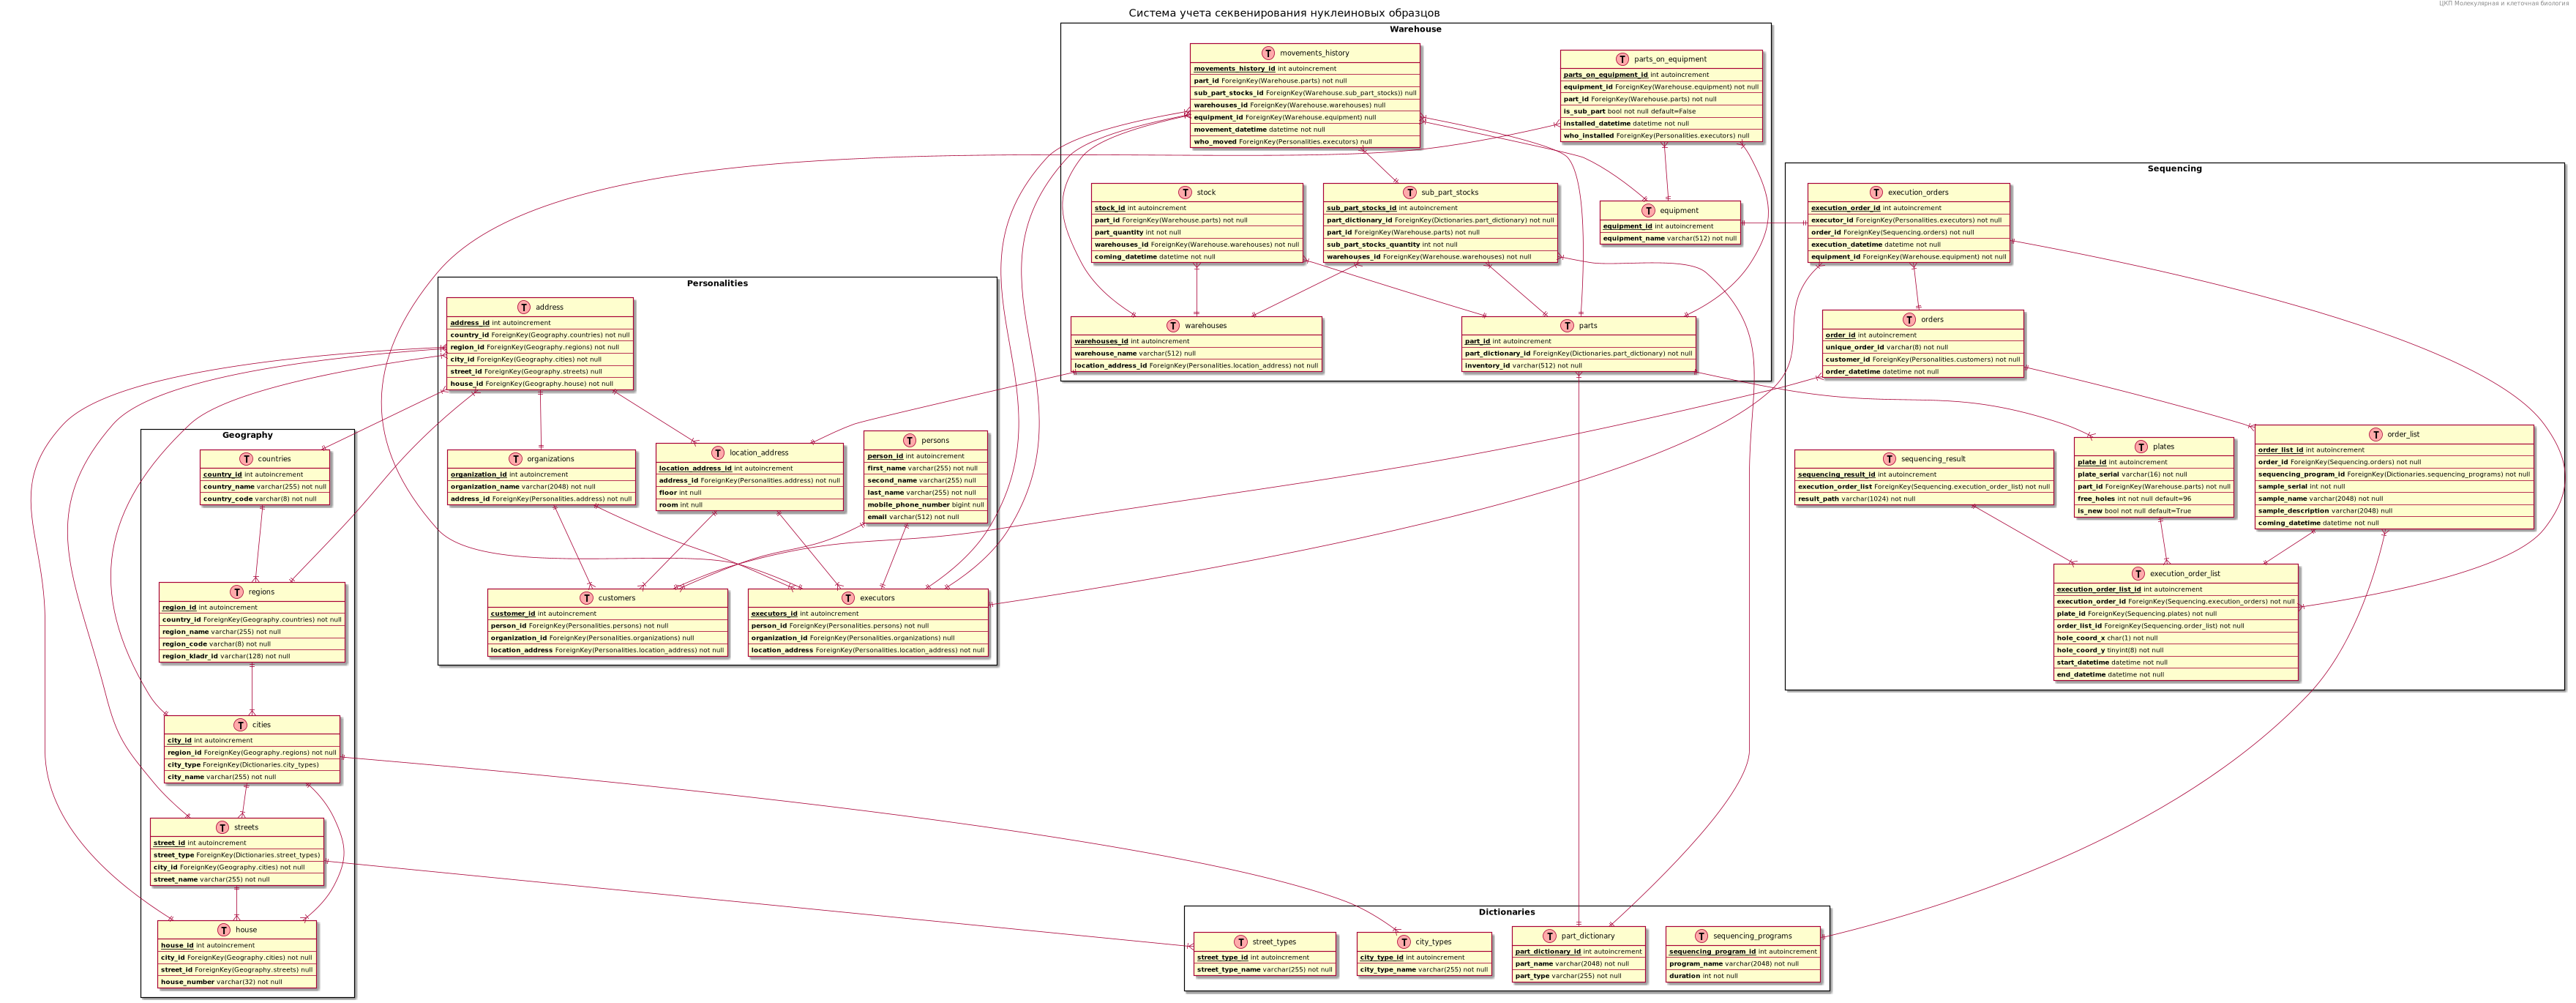 ЦКП Молекулярная и клеточная биология
Система учета секвенирования нуклеиновых образцов
Warehouse
T movements_history
movements_history_id int autoincrement
part_id ForeignKey(Warehouse.parts) not null
sub_part_stocks_id ForeignKey(Warehouse.sub_part_stocks)) null
warehouses_id ForeignKey(Warehouse.warehouses) null
equipment_id ForeignKey(Warehouse.equipment) null
movement_datetime datetime not null
who_moved ForeignKey(Personalities.executors) null
T parts_on_equipment
parts_on_equipment_id int autoincrement
equipment_id ForeignKey(Warehouse.equipment) not null
part_id ForeignKey(Warehouse.parts) not null
is_sub_part bool not null default=False
installed_datetime datetime not null
who_installed ForeignKey(Personalities.executors) null
T stock
stock_id int autoincrement
part_id ForeignKey(Warehouse.parts) not null
part_quantity int not null
warehouses_id ForeignKey(Warehouse.warehouses) not null
coming_datetime datetime not null
T sub_part_stocks
sub_part_stocks_id int autoincrement
part_dictionary_id ForeignKey(Dictionaries.part_dictionary) not null
part_id ForeignKey(Warehouse.parts) not null
sub_part_stocks_quantity int not null
warehouses_id ForeignKey(Warehouse.warehouses) not null
T equipment
equipment_id int autoincrement
equipment_name varchar(512) not null
T warehouses
warehouses_id int autoincrement
warehouse_name varchar(512) null
location_address_id ForeignKey(Personalities.location_address) not null
T parts
part_id int autoincrement
part_dictionary_id ForeignKey(Dictionaries.part_dictionary) not null
inventory_id varchar(512) not null
Sequencing
T execution_orders
execution_order_id int autoincrement
executor_id ForeignKey(Personalities.executors) not null
order_id ForeignKey(Sequencing.orders) not null
execution_datetime datetime not null
equipment_id ForeignKey(Warehouse.equipment) not null
T orders
order_id int autoincrement
unique_order_id varchar(8) not null
customer_id ForeignKey(Personalities.customers) not null
order_datetime datetime not null
T sequencing_result
sequencing_result_id int autoincrement
execution_order_list ForeignKey(Sequencing.execution_order_list) not null
result_path varchar(1024) not null
T plates
plate_id int autoincrement
plate_serial varchar(16) not null
part_id ForeignKey(Warehouse.parts) not null
free_holes int not null default=96
is_new bool not null default=True
T order_list
order_list_id int autoincrement
order_id ForeignKey(Sequencing.orders) not null
sequencing_program_id ForeignKey(Dictionaries.sequencing_programs) not null
sample_serial int not null
sample_name varchar(2048) not null
sample_description varchar(2048) null
coming_datetime datetime not null
T execution_order_list
execution_order_list_id int autoincrement
execution_order_id ForeignKey(Sequencing.execution_orders) not null
plate_id ForeignKey(Sequencing.plates) not null
order_list_id ForeignKey(Sequencing.order_list) not null
hole_coord_x char(1) not null
hole_coord_y tinyint(8) not null
start_datetime datetime not null
end_datetime datetime not null
Personalities
T address
address_id int autoincrement
country_id ForeignKey(Geography.countries) not null
region_id ForeignKey(Geography.regions) not null
city_id ForeignKey(Geography.cities) not null
street_id ForeignKey(Geography.streets) null
house_id ForeignKey(Geography.house) not null
T organizations
organization_id int autoincrement
organization_name varchar(2048) not null
address_id ForeignKey(Personalities.address) not null
T location_address
location_address_id int autoincrement
address_id ForeignKey(Personalities.address) not null
floor int null
room int null
T persons
person_id int autoincrement
first_name varchar(255) not null
second_name varchar(255) null
last_name varchar(255) not null
mobile_phone_number bigint null
email varchar(512) not null
T customers
customer_id int autoincrement
person_id ForeignKey(Personalities.persons) not null
organization_id ForeignKey(Personalities.organizations) null
location_address ForeignKey(Personalities.location_address) not null
T executors
executors_id int autoincrement
person_id ForeignKey(Personalities.persons) not null
organization_id ForeignKey(Personalities.organizations) null
location_address ForeignKey(Personalities.location_address) not null
Geography
T countries
country_id int autoincrement
country_name varchar(255) not null
country_code varchar(8) not null
T regions
region_id int autoincrement
country_id ForeignKey(Geography.countries) not null
region_name varchar(255) not null
region_code varchar(8) not null
region_kladr_id varchar(128) not null
T cities
city_id int autoincrement
region_id ForeignKey(Geography.regions) not null
city_type ForeignKey(Dictionaries.city_types)
city_name varchar(255) not null
T streets
street_id int autoincrement
street_type ForeignKey(Dictionaries.street_types)
city_id ForeignKey(Geography.cities) not null
street_name varchar(255) not null
T house
house_id int autoincrement
city_id ForeignKey(Geography.cities) not null
street_id ForeignKey(Geography.streets) null
house_number varchar(32) not null
Dictionaries
T street_types
street_type_id int autoincrement
street_type_name varchar(255) not null
T city_types
city_type_id int autoincrement
city_type_name varchar(255) not null
T part_dictionary
part_dictionary_id int autoincrement
part_name varchar(2048) not null
part_type varchar(255) not null
T sequencing_programs
sequencing_program_id int autoincrement
program_name varchar(2048) not null
duration int not null